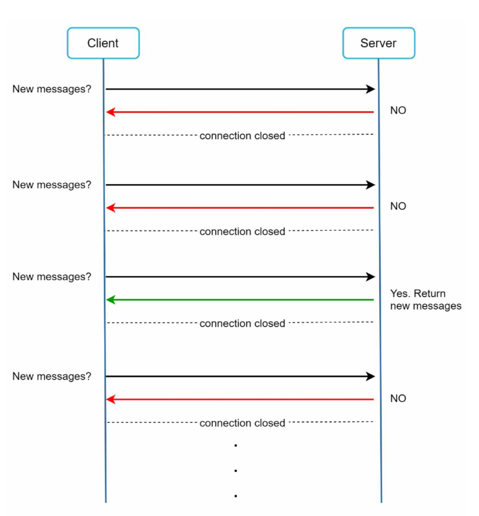 Client
Server
New messages?
NO
connection closed
New messages?
NO
connection closed
New messages?
Yes. Return
new messages
connection closed
New messages?
NO
connection closed